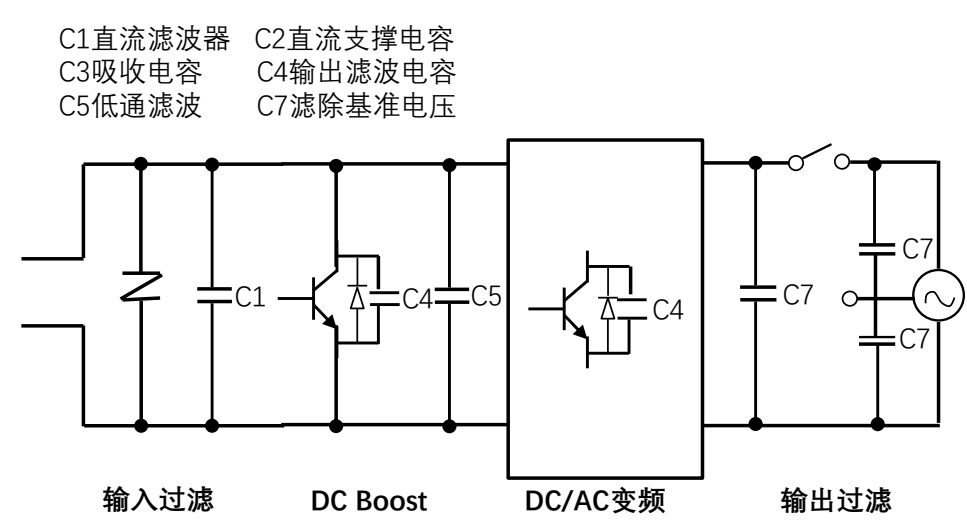 C1直流滤波器 C2直流支撑电容
C3吸收电容 C4输出滤波电容
C5低通滤波 C7滤除基准电压
C1
C4
C5
C4
C7
C7
C7
输入过滤 DC Boost DC/AC变频 输出过滤